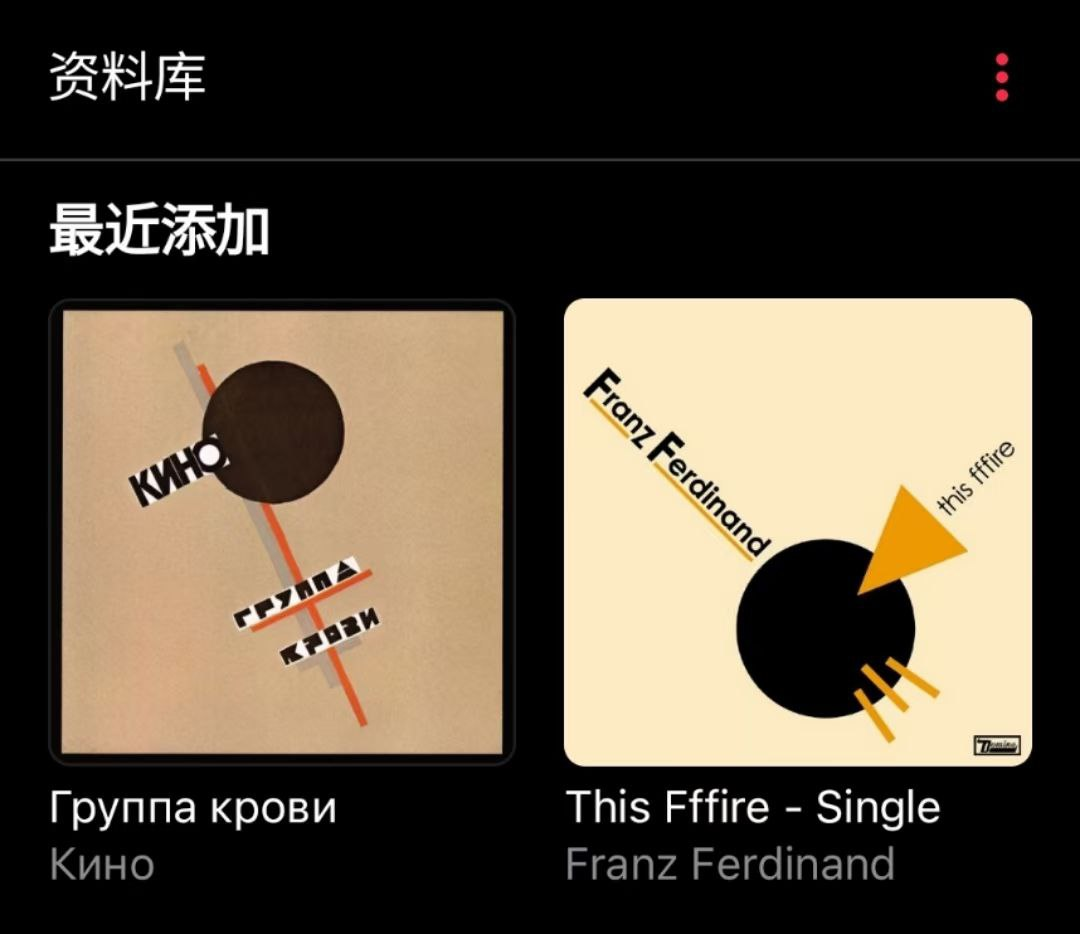 资料库
最近添加
КИНО
ГРУППА
КРОВИ
Franz Ferdinand
this fffire
Domino
Группа крови
Кино
This Fffire - Single
Franz Ferdinand